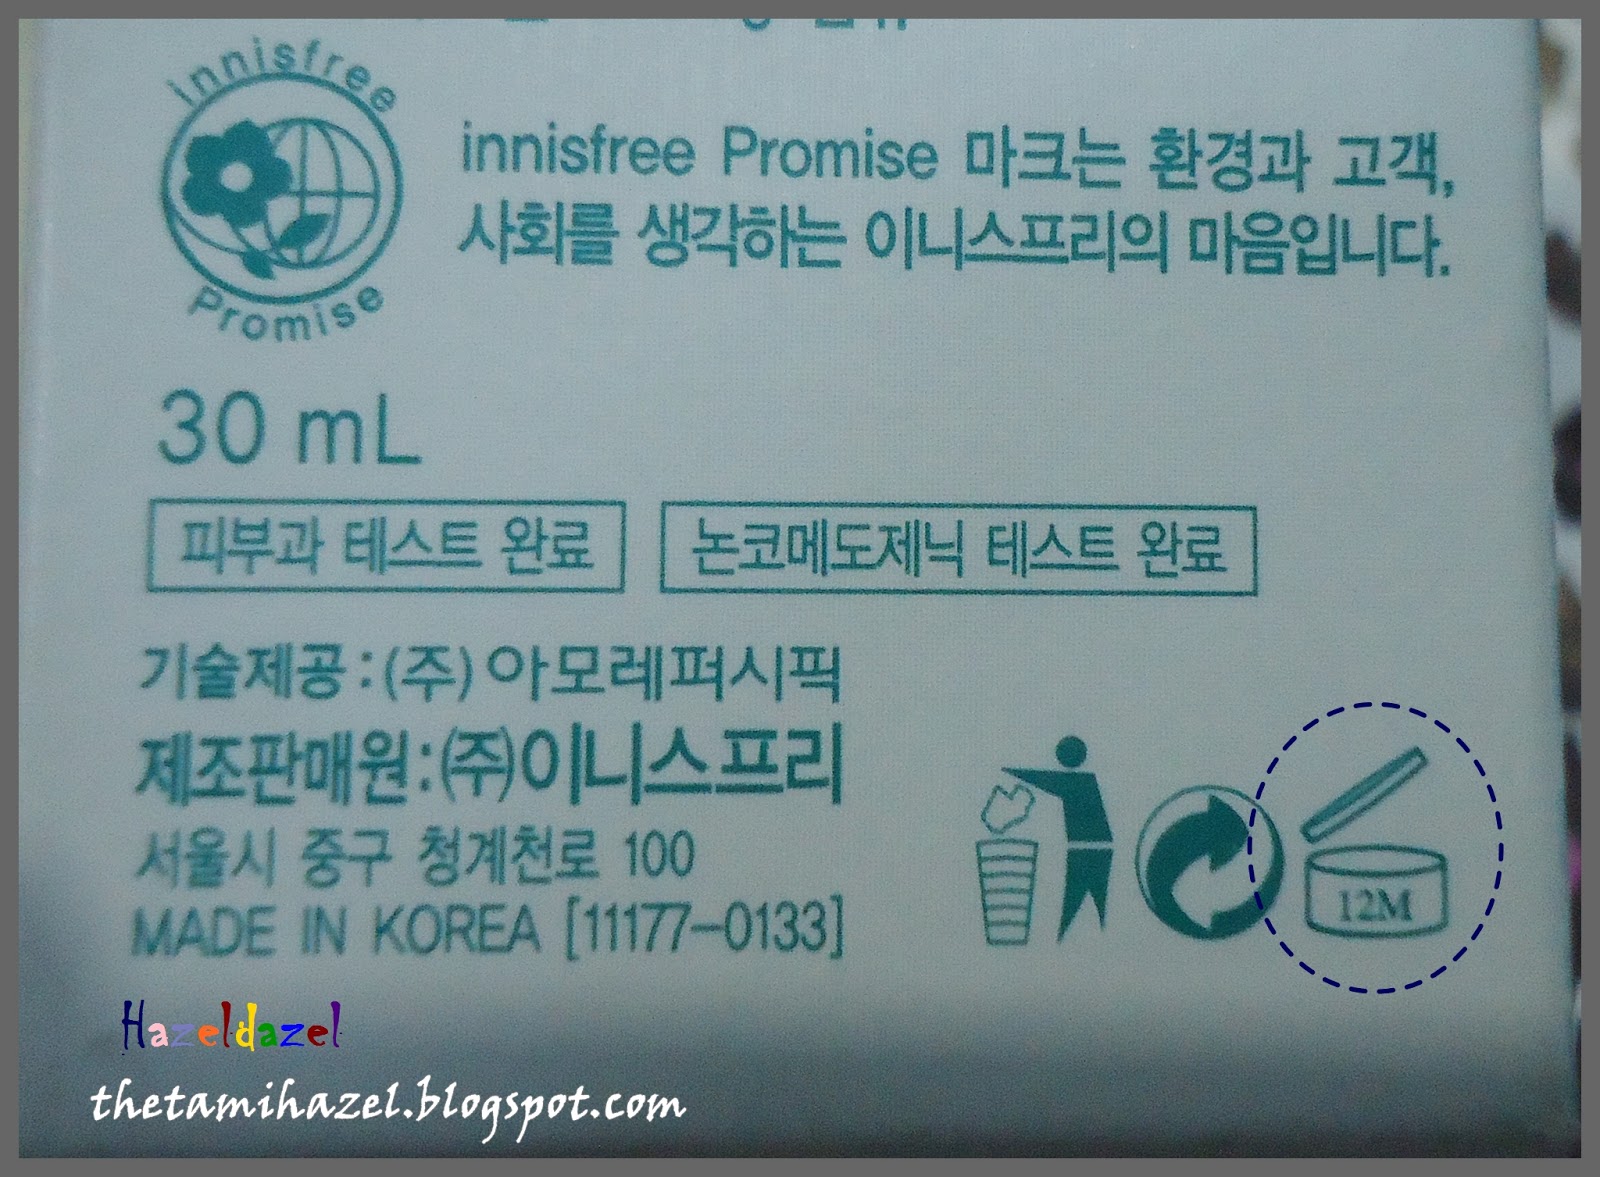 innisfree
Promise
innisfree Promise 마크는 환경과 고객,
사회를 생각하는 이니스프리의 마음입니다.
30 mL
피부과 테스트 완료
논코메도제닉 테스트 완료
기술제공:(주)아모레퍼시픽
제조판매원:(주)이니스프리
서울시 중구 청계천로 100
MADE IN KOREA [11177-0133]
12M
Hazeldazel
thetamihazel.blogspot.com